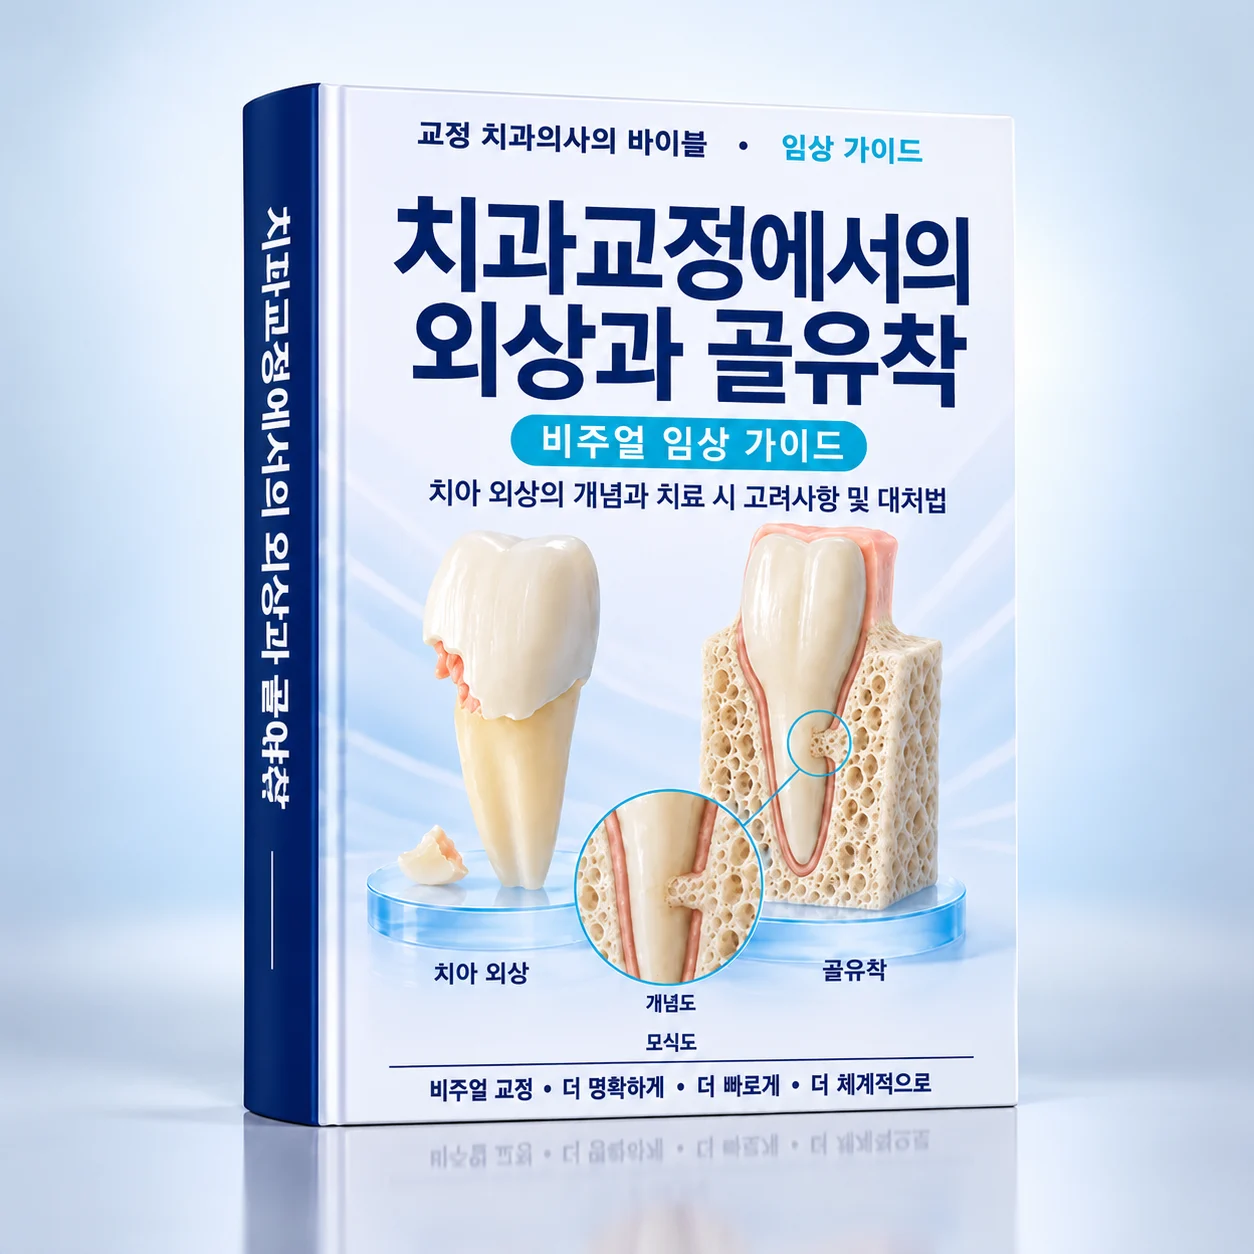 교정 치과의사의 바이블 • 임상 가이드
치과교정에서의
외상과 골유착
비주얼 임상 가이드
치아 외상의 개념과 치료 시 고려사항 및 대처법
치아 외상
골유착
개념도
모식도
비주얼 교정 • 더 명확하게 • 더 빠르게 • 더 체계적으로
치과교정에서의 외상과 골유착